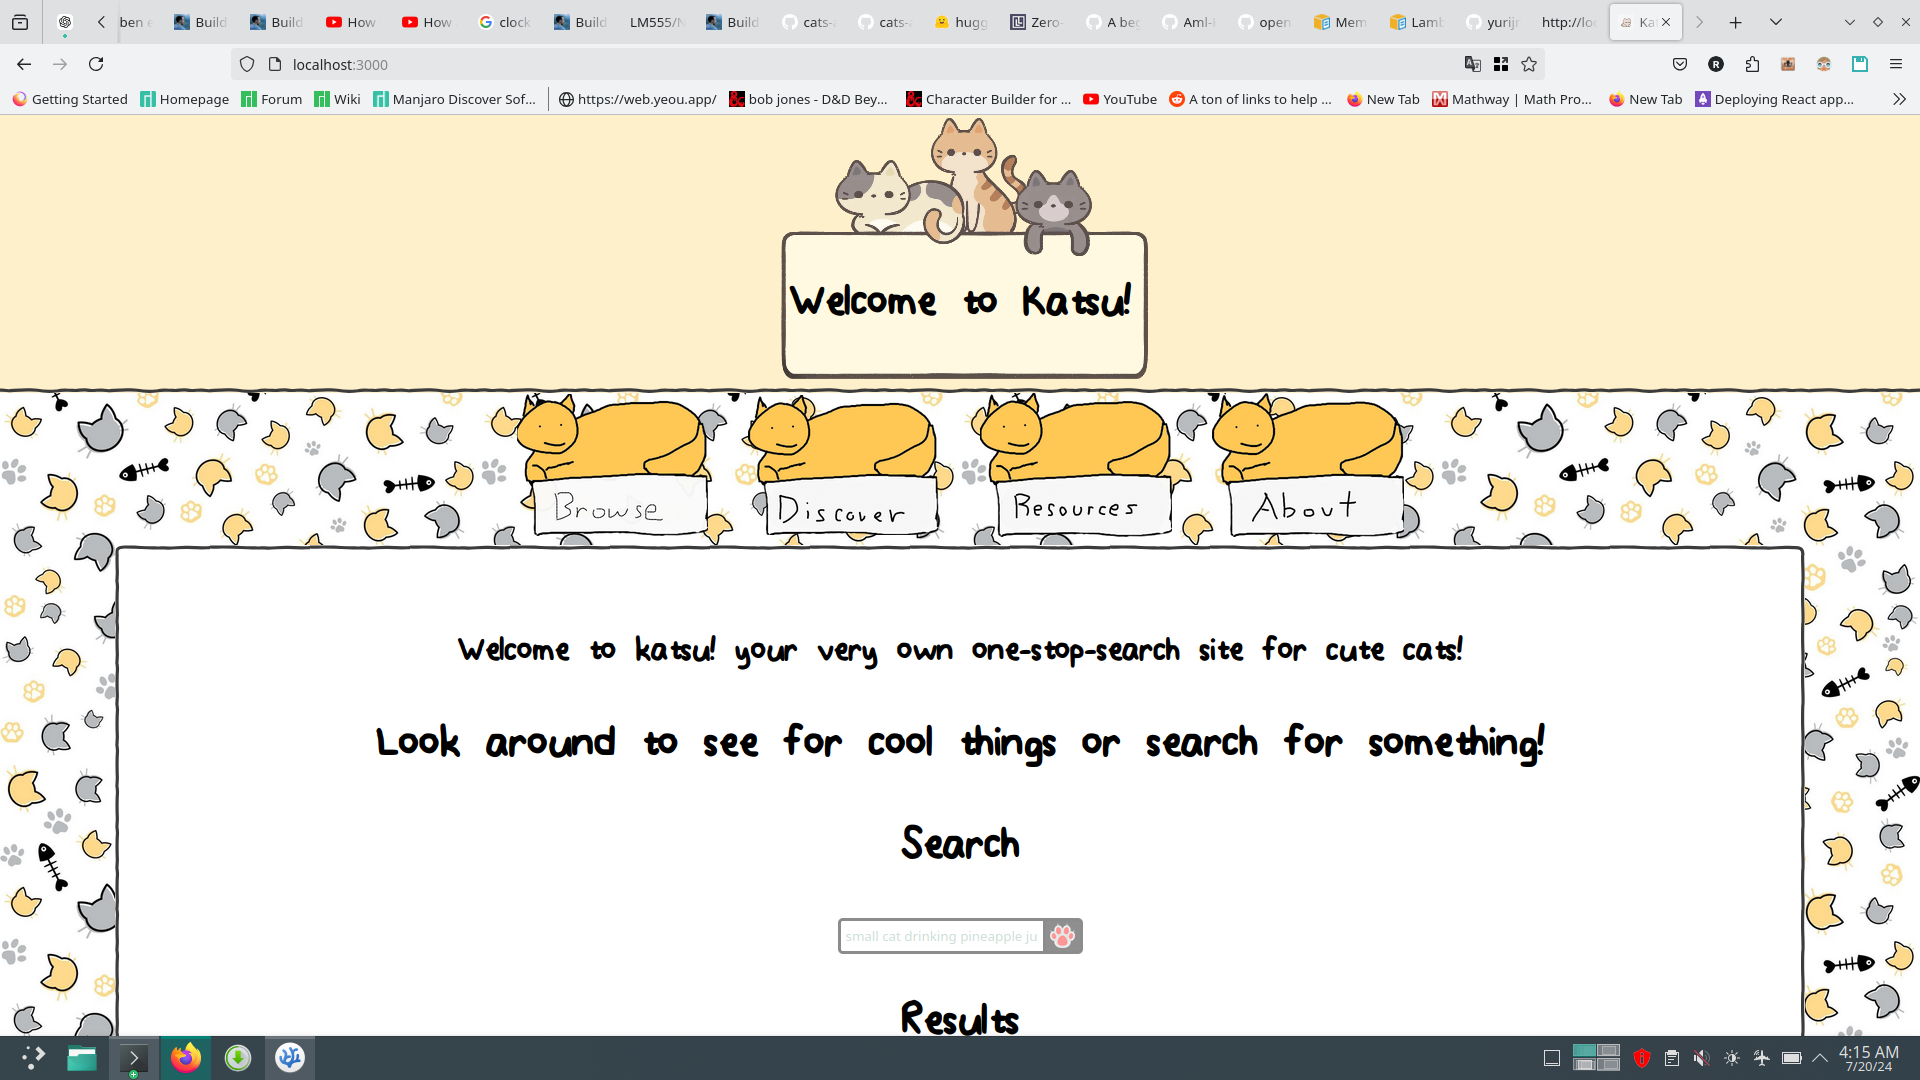 ben e
Build
Build
How
How
clock
Build
LM555/N
Build
cats-
cats-
hugg
Zero-
A beg
Aml-
open
Mem
Lamb
yurijr
http://loc
Kat
localhost:3000
Getting Started
Homepage
Forum
Wiki
Manjaro Discover Sof...
https://web.yeou.app/
bob jones - D&D Bey...
Character Builder for ...
YouTube
A ton of links to help ...
New Tab
Mathway | Math Pro...
New Tab
Deploying React app...
Welcome to Katsu!
Browse
Discover
Resources
About
Welcome to katsu! your very own one-stop-search site for cute cats!
Look around to see for cool things or search for something!
Search
small cat drinking pineapple ju
Results
4:15 AM
7/20/24